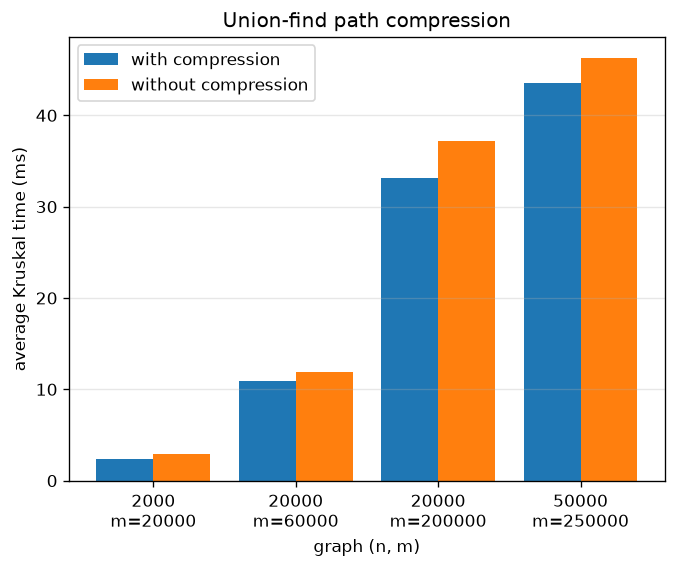 Union-find path compression
with compression
without compression
average Kruskal time (ms)
40
30
20
10
0
2000
m=20000
20000
m=60000
20000
m=200000
50000
m=250000
graph (n, m)